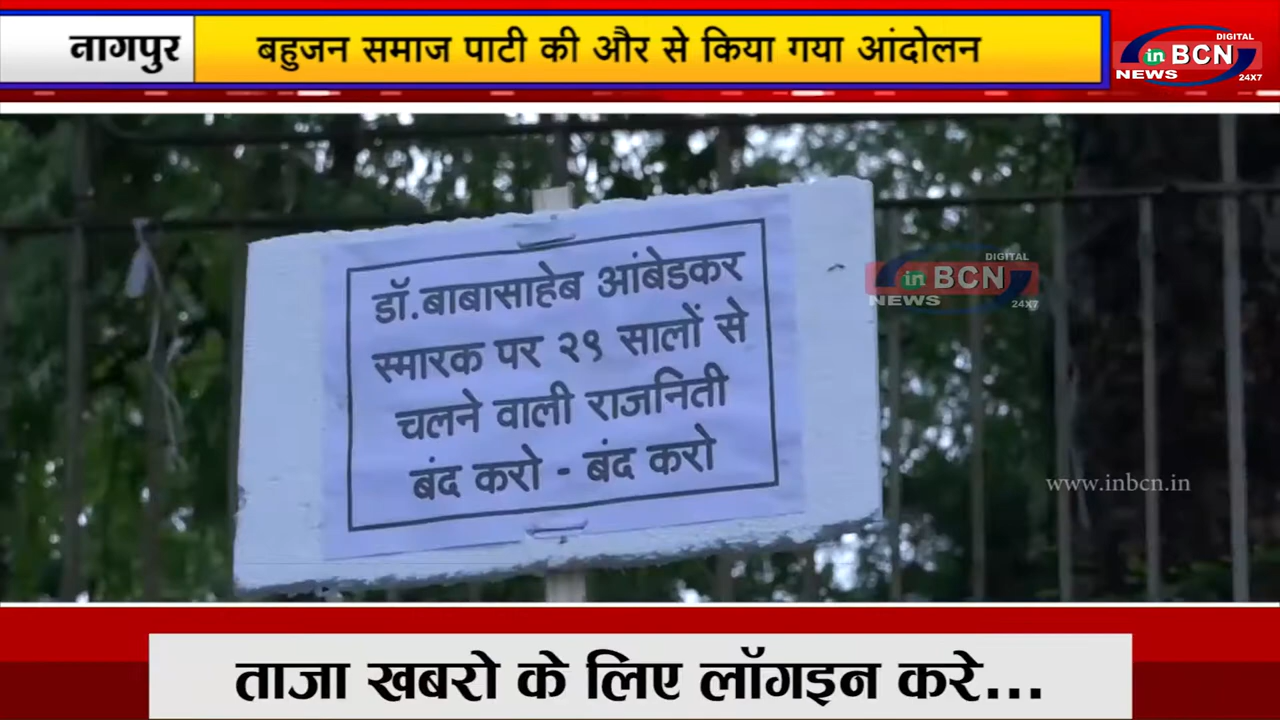 नागपुर
बहुजन समाज पाटी की और से किया गया आंदोलन
DIGITAL
in BCN
NEWS 24X7
डॉ.बाबासाहेब आंबेडकर
स्मारक पर २९ सालों से
चलने वाली राजनिती
बंद करो - बंद करो
DIGITAL
in BCN
NEWS 24X7
www.inbcn.in
ताजा खबरो के लिए लॉगइन करे...